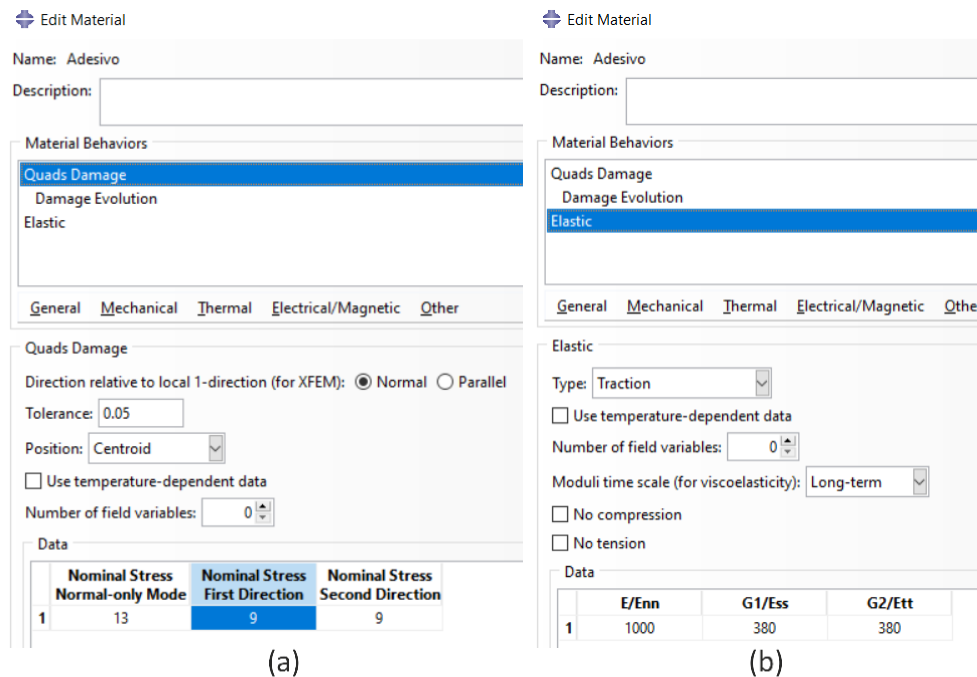 Edit Material
Name: Adesivo
Description:
Material Behaviors
Quads Damage
Damage Evolution
Elastic
General Mechanical Thermal Electrical/Magnetic Other
Quads Damage
Direction relative to local 1-direction (for XFEM): Normal Parallel
Tolerance: 0.05
Position: Centroid
Use temperature-dependent data
Number of field variables: 0
Data
Nominal Stress Nominal Stress Nominal Stress
Normal-only Mode First Direction Second Direction
1 13 9 9
(a)
Edit Material
Name: Adesivo
Description:
Material Behaviors
Quads Damage
Damage Evolution
Elastic
General Mechanical Thermal Electrical/Magnetic Othe
Elastic
Type: Traction
Use temperature-dependent data
Number of field variables: 0
Moduli time scale (for viscoelasticity): Long-term
No compression
No tension
Data
E/Enn G1/Ess G2/Ett
1 1000 380 380
(b)